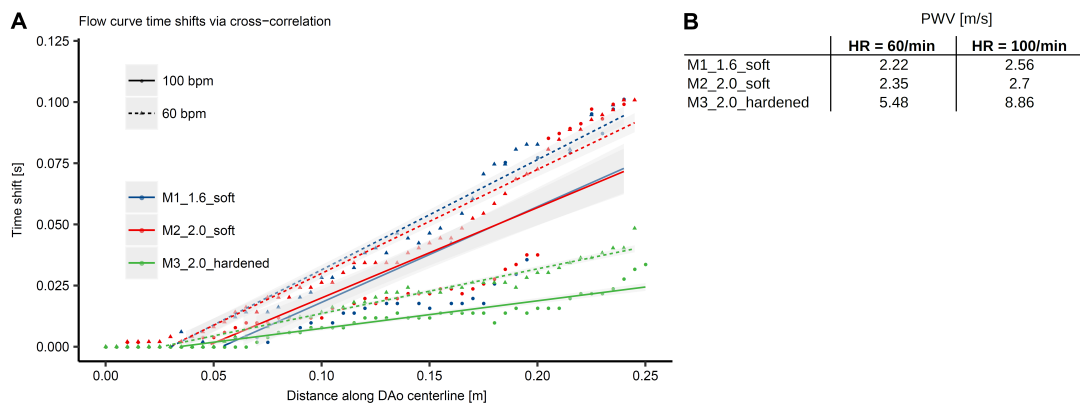 A
Flow curve time shifts via cross−correlation
0.125
0.100
0.075
0.050
0.025
0.000
Time shift [s]
100 bpm
60 bpm
M1_1.6_soft
M2_2.0_soft
M3_2.0_hardened
0.00 0.05 0.10 0.15 0.20 0.25
Distance along DAo centerline [m]
B
PWV [m/s]
HR = 60/min HR = 100/min
M1_1.6_soft 2.22 2.56
M2_2.0_soft 2.35 2.7
M3_2.0_hardened 5.48 8.86